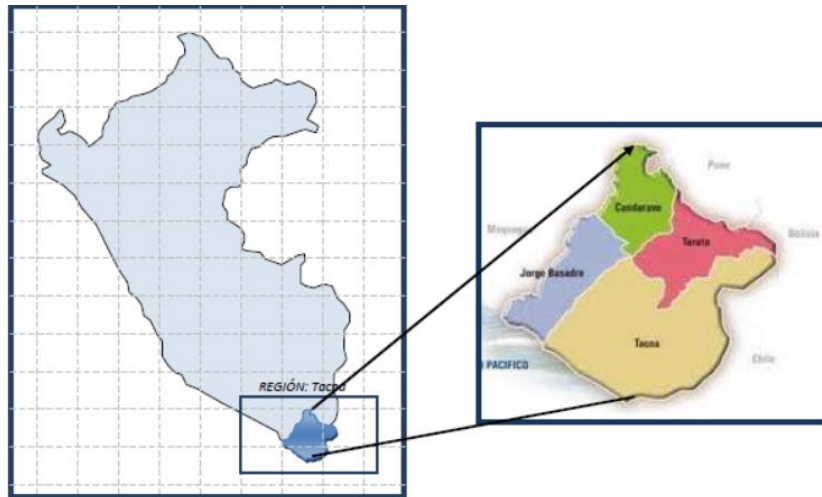 REGIÓN: Tacna
Puno
Candarave
Moquegua
Tarata
Bolivia
Jorge Basadre
Tacna
Chile
PACIFICO